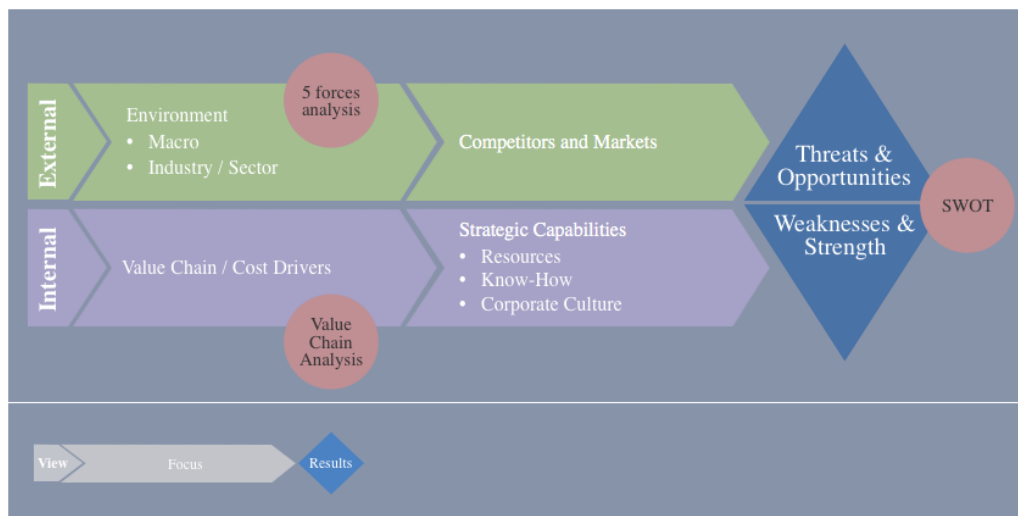 External
Environment
• Macro
• Industry / Sector
5 forces
analysis
Competitors and Markets
Threats &
Opportunities
SWOT
Internal
Value Chain / Cost Drivers
Value
Chain
Analysis
Strategic Capabilities
• Resources
• Know-How
• Corporate Culture
Weaknesses &
Strength
View
Focus
Results